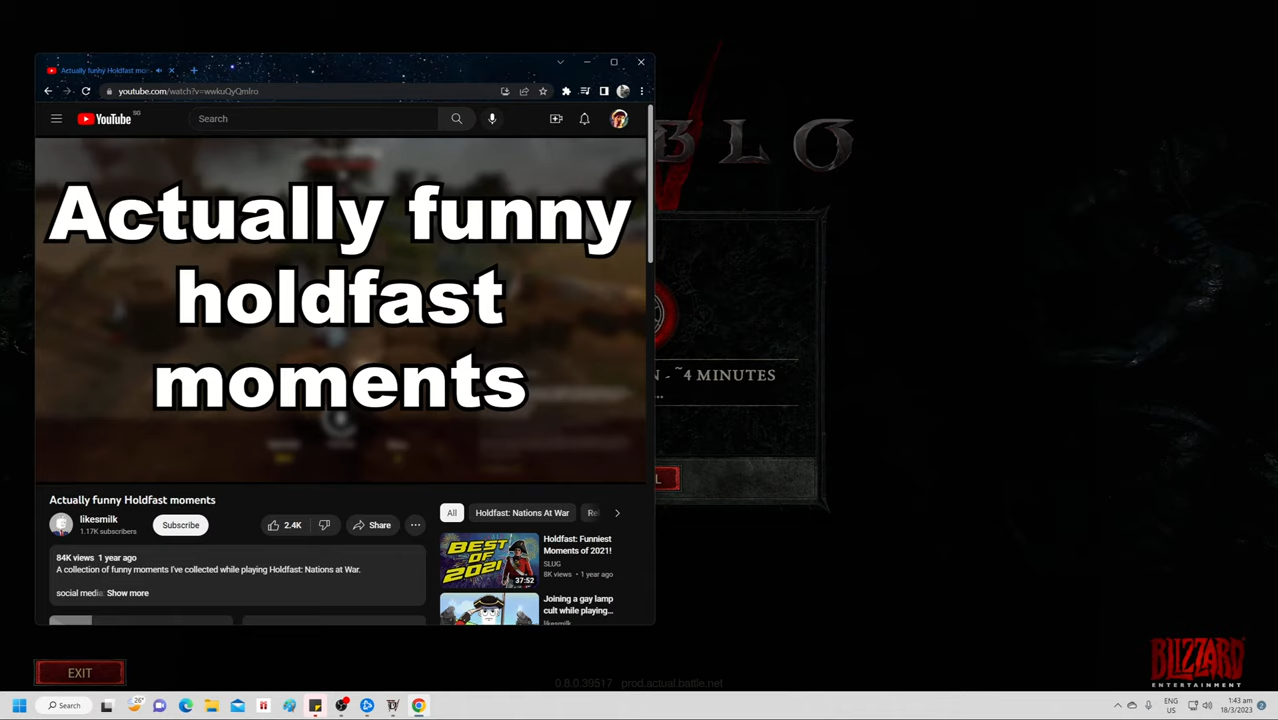 Actually funny Holdfast mo
youtube.com/watch?v=wwkuQyQmlro
YouTube SG
Search
Actually funny
holdfast
moments
Actually funny Holdfast moments
likesmilk
1.17K subscribers
Subscribe
2.4K
Share
84K views 1 year ago
A collection of funny moments I've collected while playing Holdfast: Nations at War.
social media
Show more
All
Holdfast: Nations At War
Re
BEST OF 2021
37:52
Holdfast: Funniest
Moments of 2021!
SLUG
8K views • 1 year ago
Joining a gay lamp
cult while playing...
likesmilk
BLO
N - ~4 MINUTES
...
L
EXIT
BLIZZARD
ENTERTAINMENT
0.8.0.39517 prod.actual.battle.net
Search
26°
ENG
US
1:43 am
18/3/2023